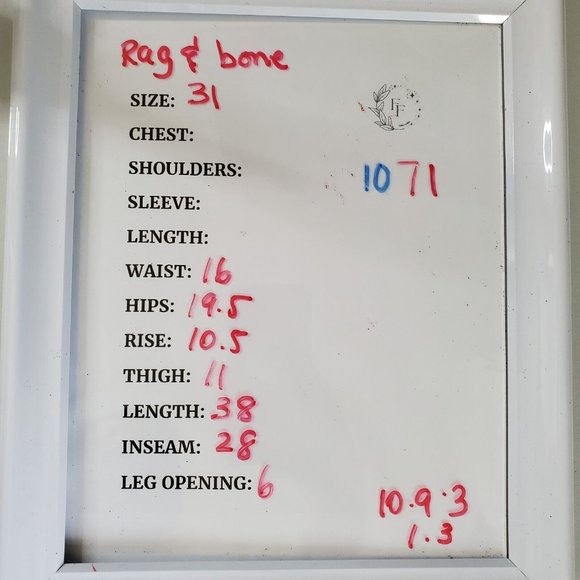 Rag & bone
SIZE: 31
FF
CHEST:
SHOULDERS:
1071
SLEEVE:
LENGTH:
WAIST: 16
HIPS: 19.5
RISE: 10.5
THIGH: 11
LENGTH: 38
INSEAM: 28
LEG OPENING: 6
10.9.3
1.3